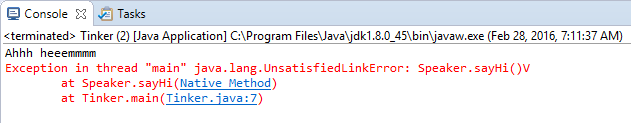 Console Tasks
<terminated> Tinker (2) [Java Application] C:\Program Files\Java\jdk1.8.0_45\bin\javaw.exe (Feb 28, 2016, 7:11:37 AM)
Ahhh heeemmmm
Exception in thread "main" java.lang.UnsatisfiedLinkError: Speaker.sayHi()V
at Speaker.sayHi(Native Method)
at Tinker.main(Tinker.java:7)